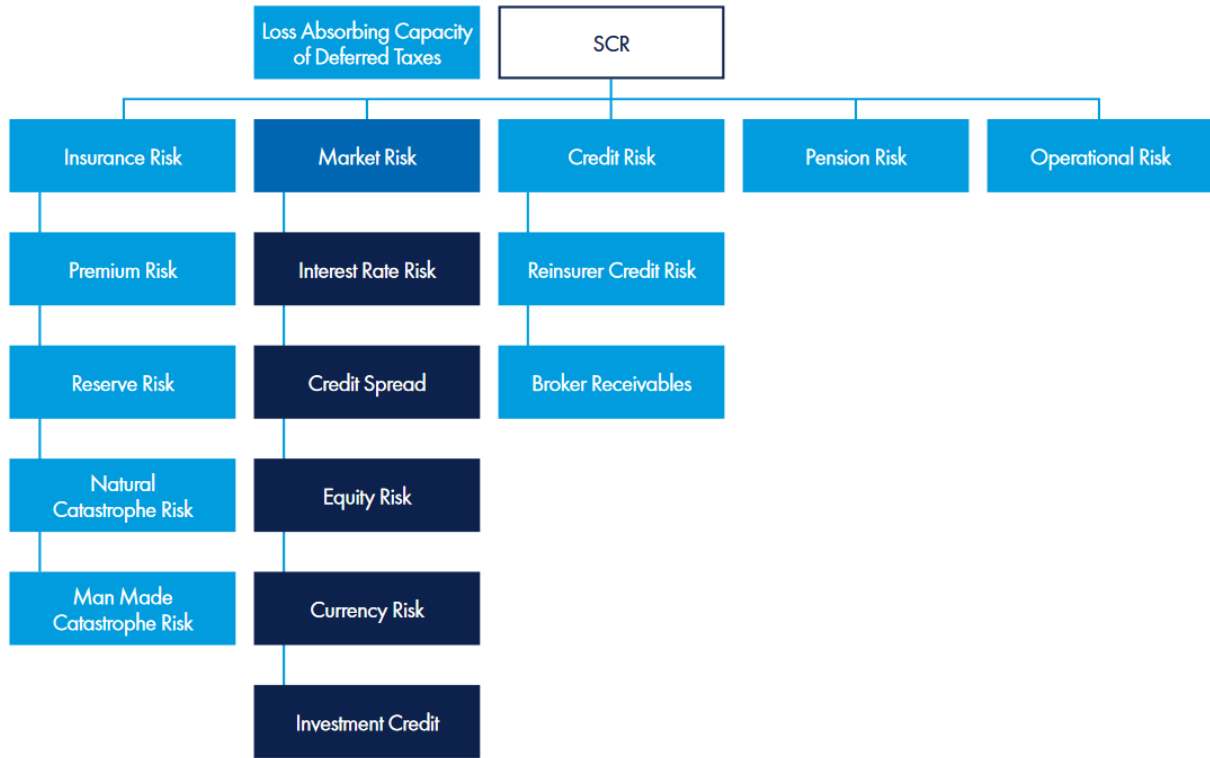 Loss Absorbing Capacity
of Deferred Taxes
SCR
Insurance Risk
Market Risk
Credit Risk
Pension Risk
Operational Risk
Premium Risk
Interest Rate Risk
Reinsurer Credit Risk
Reserve Risk
Credit Spread
Broker Receivables
Natural
Catastrophe Risk
Equity Risk
Man Made
Catastrophe Risk
Currency Risk
Investment Credit